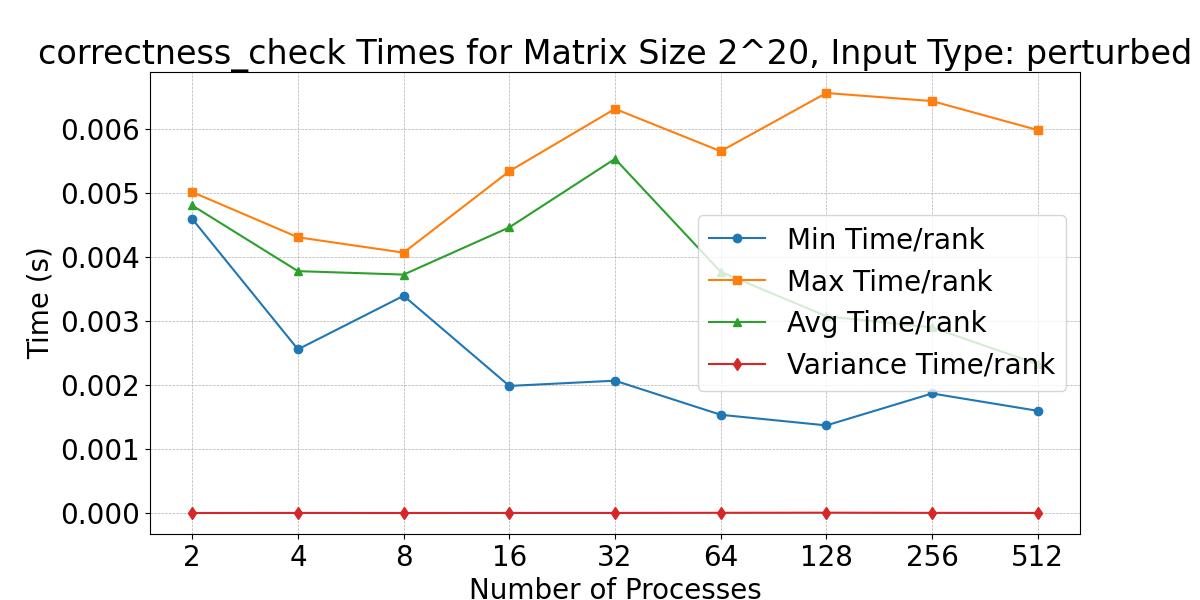 correctness_check Times for Matrix Size 2^20, Input Type: perturbed
0.006
0.005
0.004
0.003
0.002
0.001
0.000
Time (s)
Min Time/rank
Max Time/rank
Avg Time/rank
Variance Time/rank
2 4 8 16 32 64 128 256 512
Number of Processes